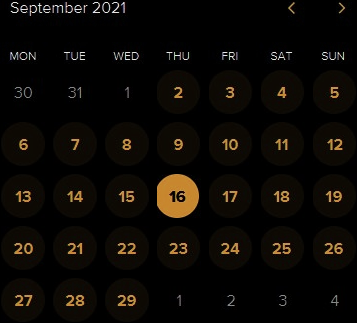 September 2021
MON TUE WED THU FRI SAT SUN
30 31 1 2 3 4 5
6 7 8 9 10 11 12
13 14 15 16 17 18 19
20 21 22 23 24 25 26
27 28 29 1 2 3 4